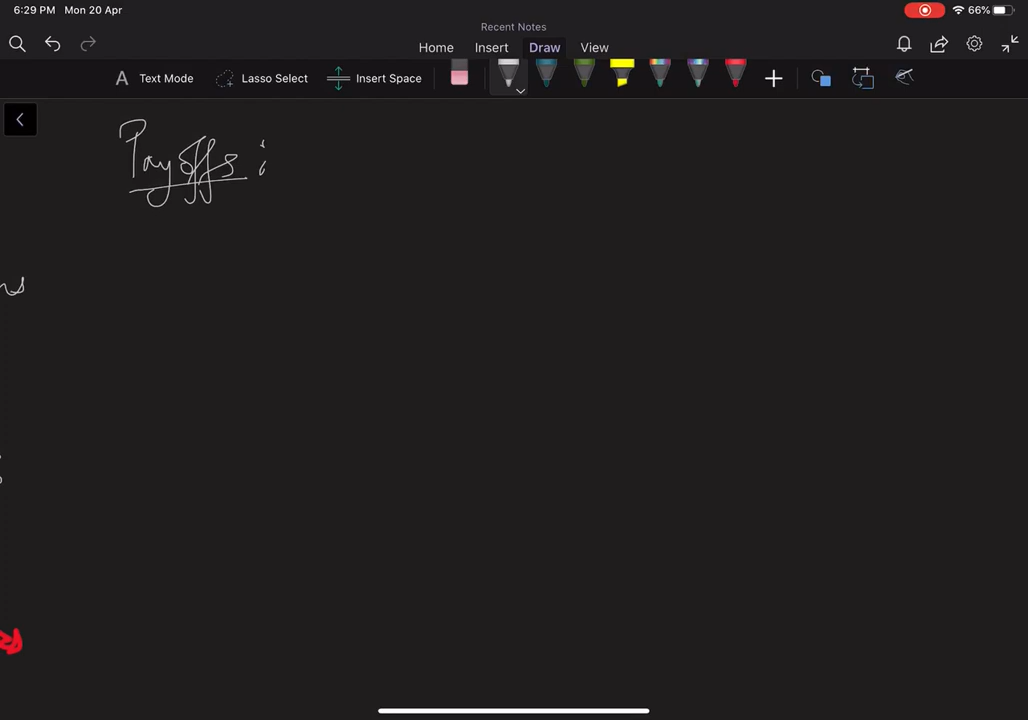 6:29 PM Mon 20 Apr
66%
Recent Notes
Home Insert Draw View
Text Mode Lasso Select Insert Space
Payoffs :